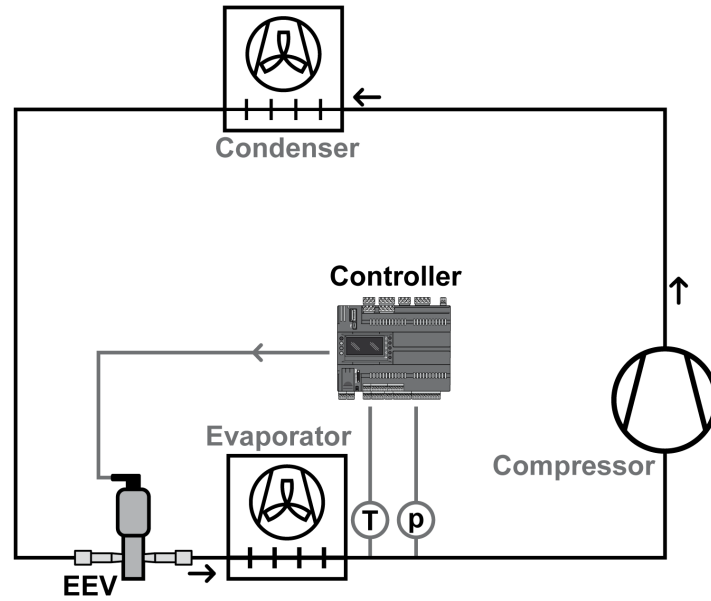 Condenser
Controller
Evaporator
Compressor
T
p
EEV